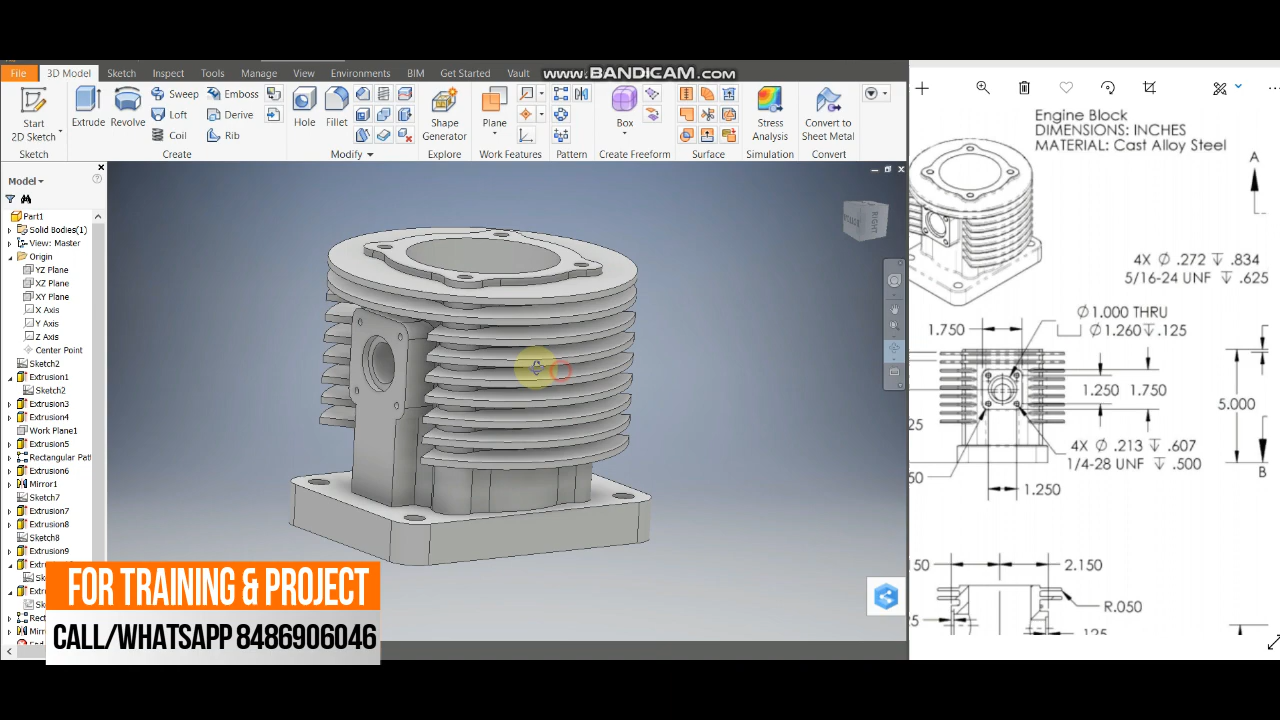 www.BANDICAM.com
File 3D Model Sketch Inspect Tools Manage View Environments BIM Get Started Vault
Start
2D Sketch
Extrude
Revolve
Sweep
Loft
Coil
Emboss
Derive
Rib
Hole
Fillet
Shape
Generator
Plane
Box
Stress
Analysis
Convert to
Sheet Metal
Sketch
Create
Modify
Explore
Work Features
Pattern
Create Freeform
Surface
Simulation
Convert
Model
Part1
Solid Bodies(1)
View: Master
Origin
YZ Plane
XZ Plane
XY Plane
X Axis
Y Axis
Z Axis
Center Point
Sketch2
Extrusion1
Sketch2
Extrusion3
Extrusion4
Work Plane1
Extrusion5
Rectangular Pat
Extrusion6
Mirror1
Sketch7
Extrusion7
Extrusion8
Sketch8
Extrusion9
RIGHT
Engine Block
DIMENSIONS: INCHES
MATERIAL: Cast Alloy Steel
A
4X Ø .272 ↧ .834
5/16-24 UNF ↧ .625
Ø1.000 THRU
⌴ Ø1.260 ↧ .125
1.750
1.250
1.750
5.000
4X Ø .213 ↧ .607
1/4-28 UNF ↧ .500
B
1.250
2.150
R.050
FOR TRAINING & PROJECT
CALL/WHATSAPP 8486906046